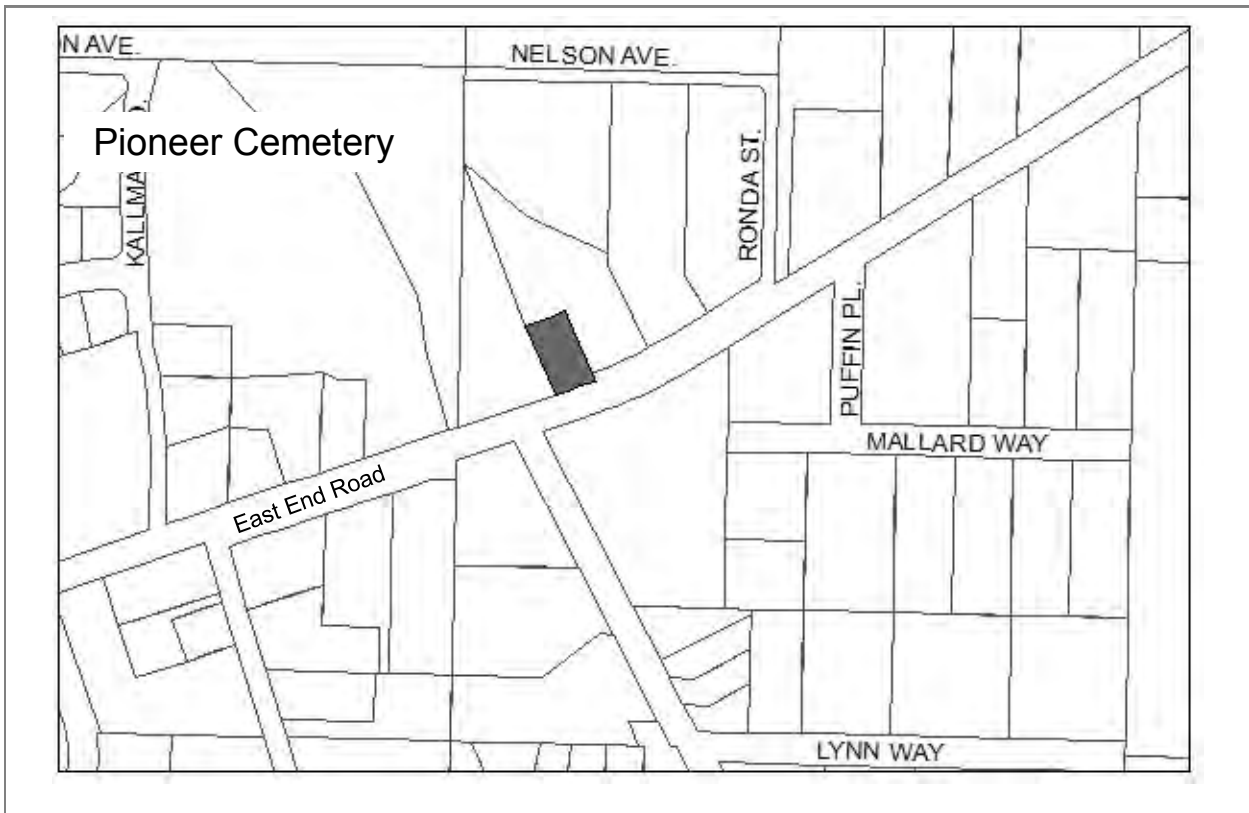 N AVE.
NELSON AVE.
Pioneer Cemetery
KALLMA
RONDA ST.
PUFFIN PL.
MALLARD WAY
East End Road
LYNN WAY